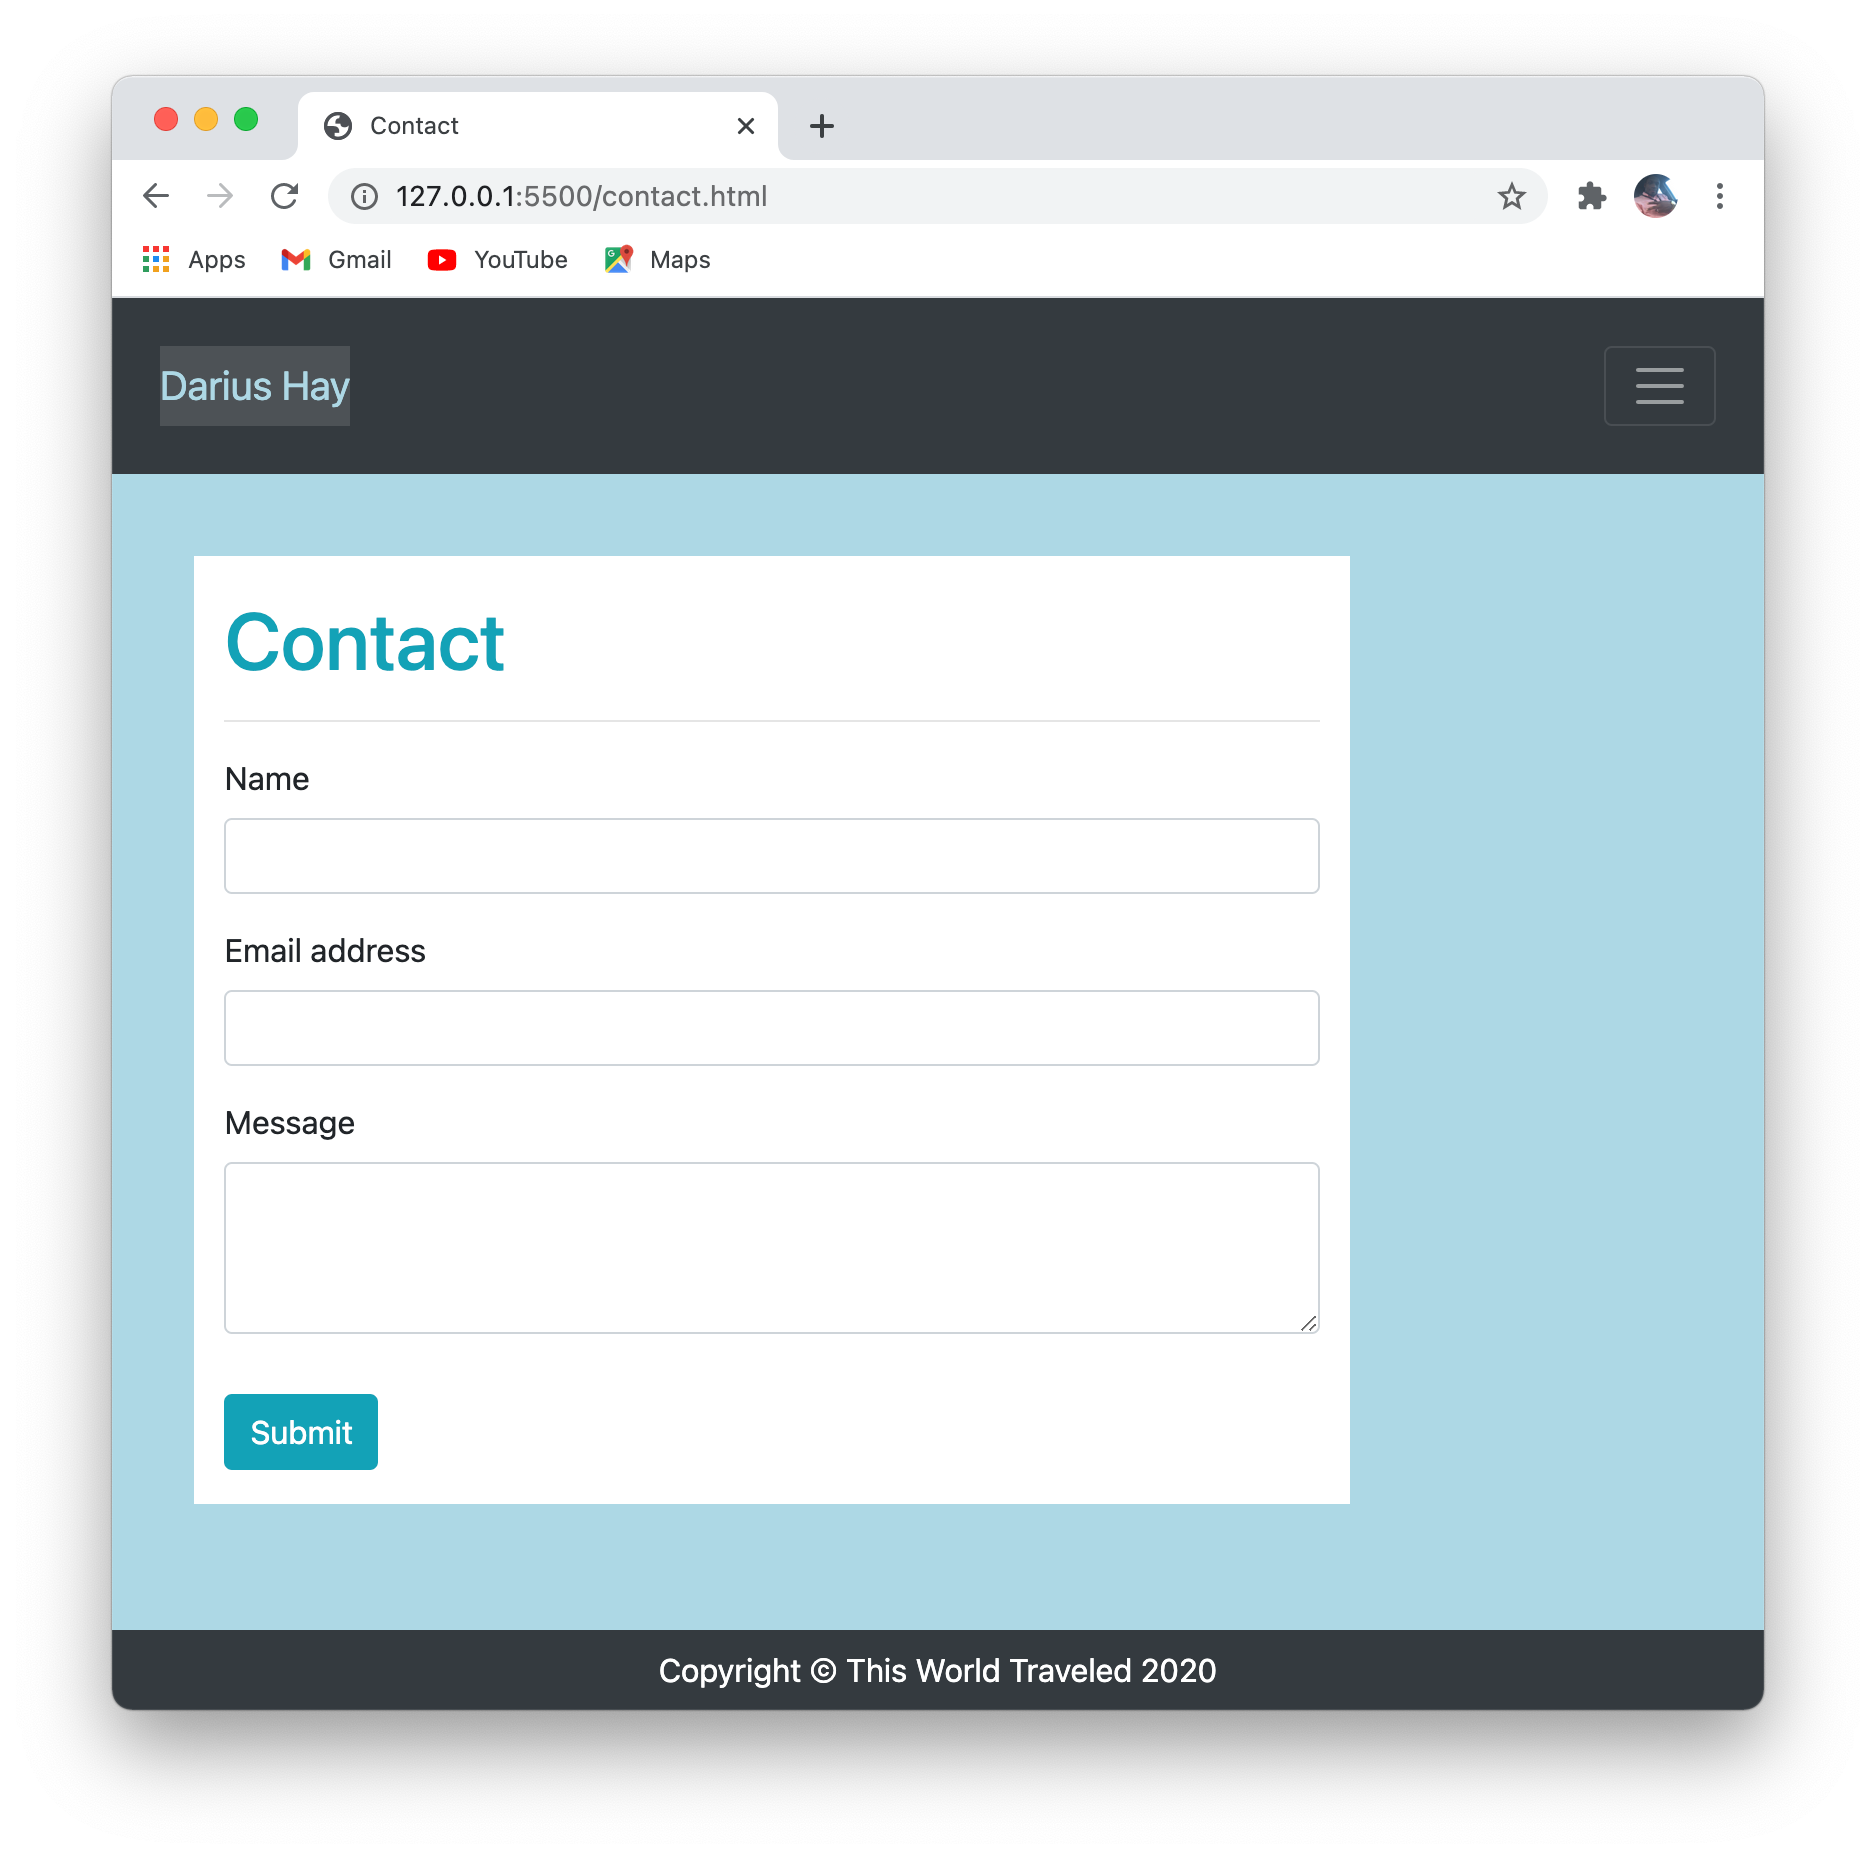 Contact
127.0.0.1:5500/contact.html
Apps Gmail YouTube Maps
Darius Hay
Contact
Name
Email address
Message
Submit
Copyright © This World Traveled 2020